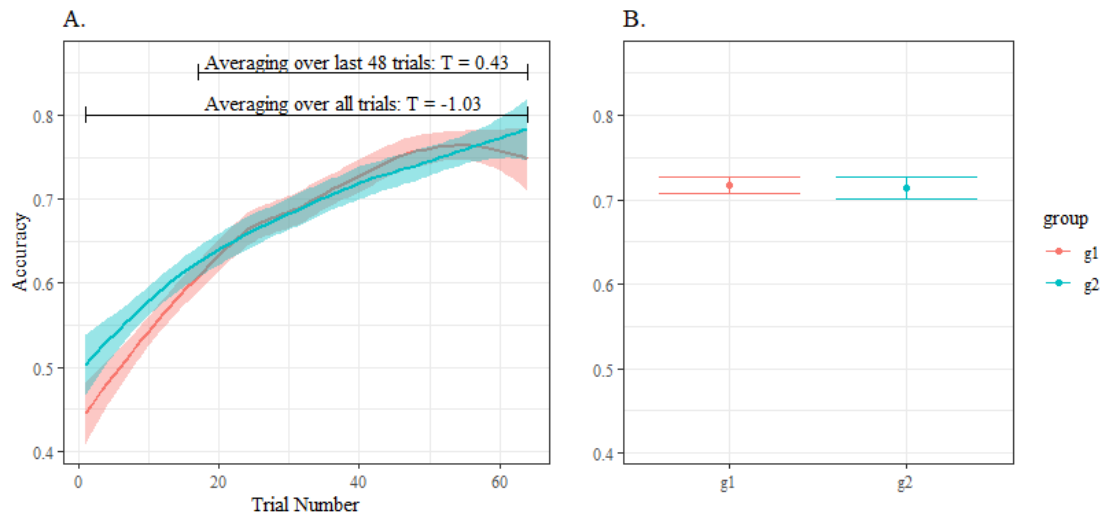 A.
B.
Averaging over last 48 trials: T = 0.43
Averaging over all trials: T = -1.03
0.8
0.7
0.6
0.5
0.4
Accuracy
0
20
40
60
Trial Number
0.8
0.7
0.6
0.5
0.4
g1
g2
group
g1
g2